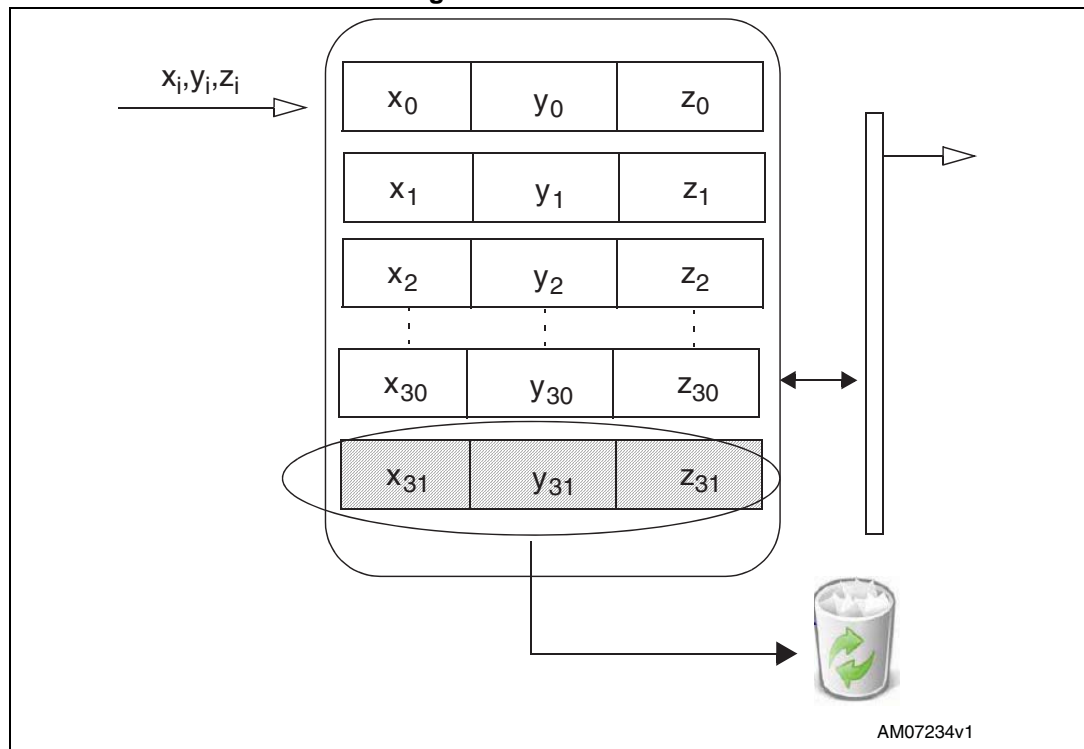 xᵢ,yᵢ,zᵢ
x₀ y₀ z₀
x₁ y₁ z₁
x₂ y₂ z₂
x₃₀ y₃₀ z₃₀
x₃₁ y₃₁ z₃₁
AM07234v1